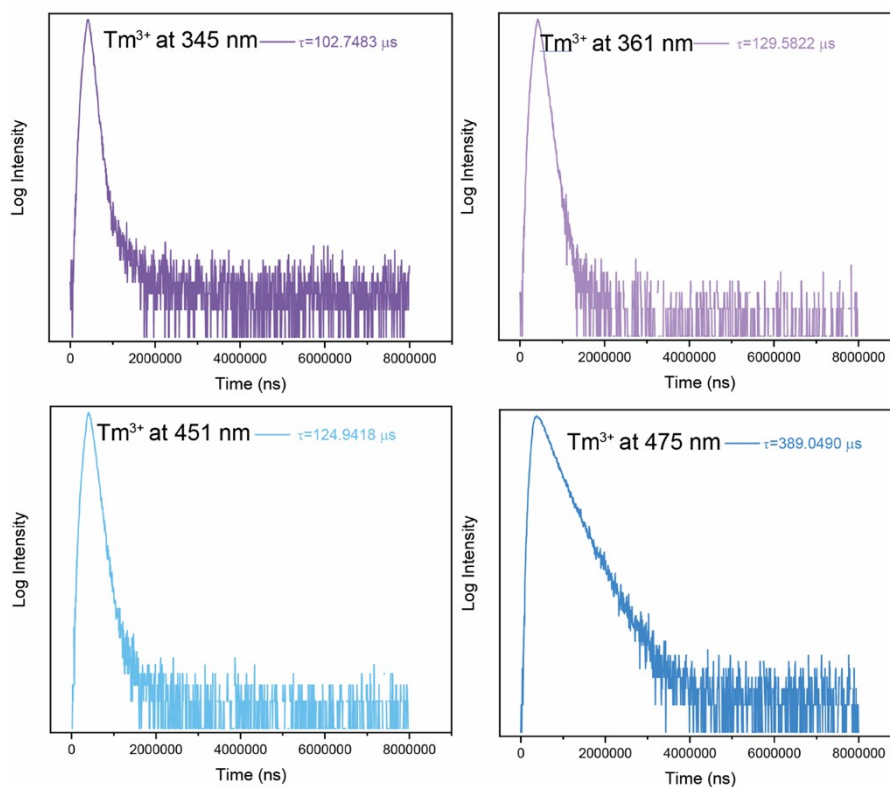 Tm³⁺ at 345 nm τ=102.7483 μs
Log Intensity
0 2000000 4000000 6000000 8000000
Time (ns)
Tm³⁺ at 361 nm τ=129.5822 μs
Log Intensity
0 2000000 4000000 6000000 8000000
Time (ns)
Tm³⁺ at 451 nm τ=124.9418 μs
Log Intensity
0 2000000 4000000 6000000 8000000
Time (ns)
Tm³⁺ at 475 nm τ=389.0490 μs
Log Intensity
0 2000000 4000000 6000000 8000000
Time (ns)